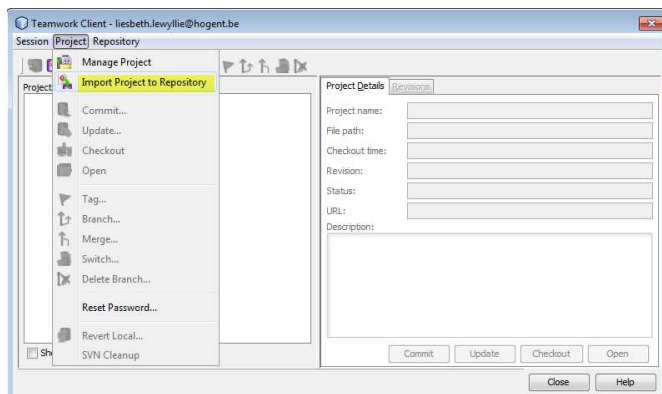 Teamwork Client - liesbeth.lewyllie@hogent.be
Session Project Repository
Manage Project
Import Project to Repository
Commit...
Update...
Checkout
Open
Tag...
Branch...
Merge...
Switch...
Delete Branch...
Reset Password...
Revert Local...
SVN Cleanup
Project
Sh
Project Details Revisions
Project name:
File path:
Checkout time:
Revision:
Status:
URL:
Description:
Commit Update Checkout Open
Close Help